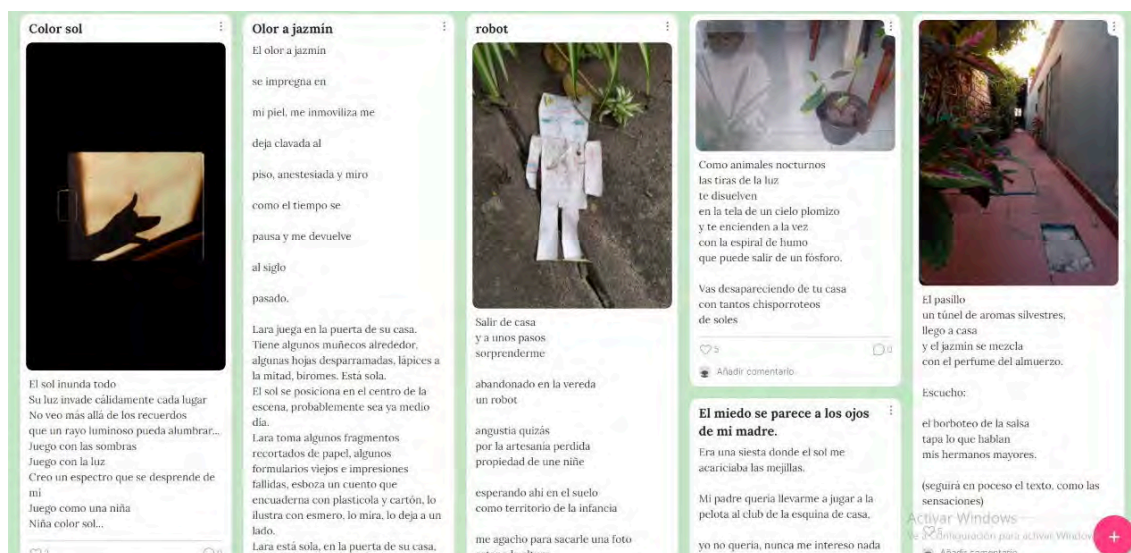 Color sol
El sol inunda todo
Su luz invade cálidamente cada lugar
No veo más allá de los recuerdos
que un rayo luminoso pueda alumbrar...
Juego con las sombras
Juego con la luz
Creo un espectro que se desprende de
mi
Juego como una niña
Niña color sol...
Olor a jazmín
El olor a jazmín
se impregna en
mi piel, me inmoviliza me
deja clavada al
piso, anestesiada y miro
como el tiempo se
pausa y me devuelve
al siglo
pasado.
Lara juega en la puerta de su casa.
Tiene algunos muñecos alrededor,
algunas hojas desparramadas, lápices a
la mitad, biromes. Está sola.
El sol se posiciona en el centro de la
escena, probablemente sea ya medio
día.
Lara toma algunos fragmentos
recortados de papel, algunos
formularios viejos e impresiones
fallidas, esboza un cuento que
encuaderna con plasticola y cartón, lo
ilustra con esmero, lo mira, lo deja a un
lado.
Lara está sola, en la puerta de su casa,
robot
Salir de casa
y a unos pasos
sorprenderme
abandonado en la vereda
un robot
angustia quizás
por la artesanía perdida
propiedad de une niñe
esperando ahí en el suelo
como territorio de la infancia
me agacho para sacarle una foto
Como animales nocturnos
las tiras de la luz
te disuelven
en la tela de un cielo plomizo
y te encienden a la vez
con la espiral de humo
que puede salir de un fósforo.
Vas desapareciendo de tu casa
con tantos chisporroteos
de soles
5
0
Añadir comentario
El miedo se parece a los ojos
de mi madre.
Era una siesta donde el sol me
acariciaba las mejillas.
Mi padre quería llevarme a jugar a la
pelota al club de la esquina de casa.
yo no quería, nunca me intereso nada
El pasillo
un túnel de aromas silvestres,
llego a casa
y el jazmín se mezcla
con el perfume del almuerzo.
Escucho:
el borboteo de la salsa
tapa lo que hablan
mis hermanos mayores.
(seguirá en poceso el texto, como las
sensaciones)
5
Añadir comentario
Activar Windows
Ve a Configuración para activar Windows